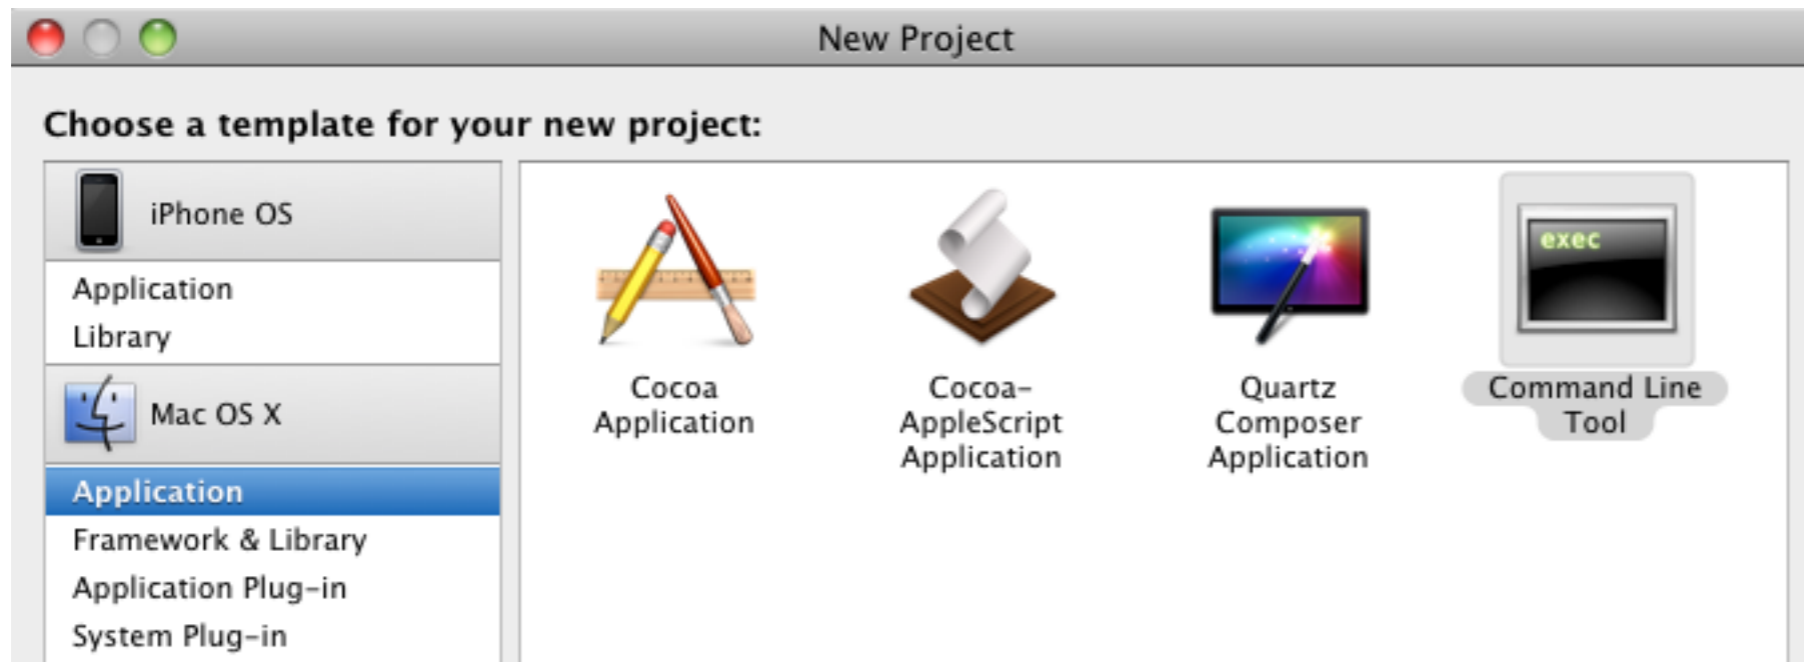 New Project
Choose a template for your new project:
iPhone OS
Application
Library
Mac OS X
Application
Framework & Library
Application Plug-in
System Plug-in
Cocoa
Application
Cocoa-
AppleScript
Application
Quartz
Composer
Application
exec
Command Line
Tool